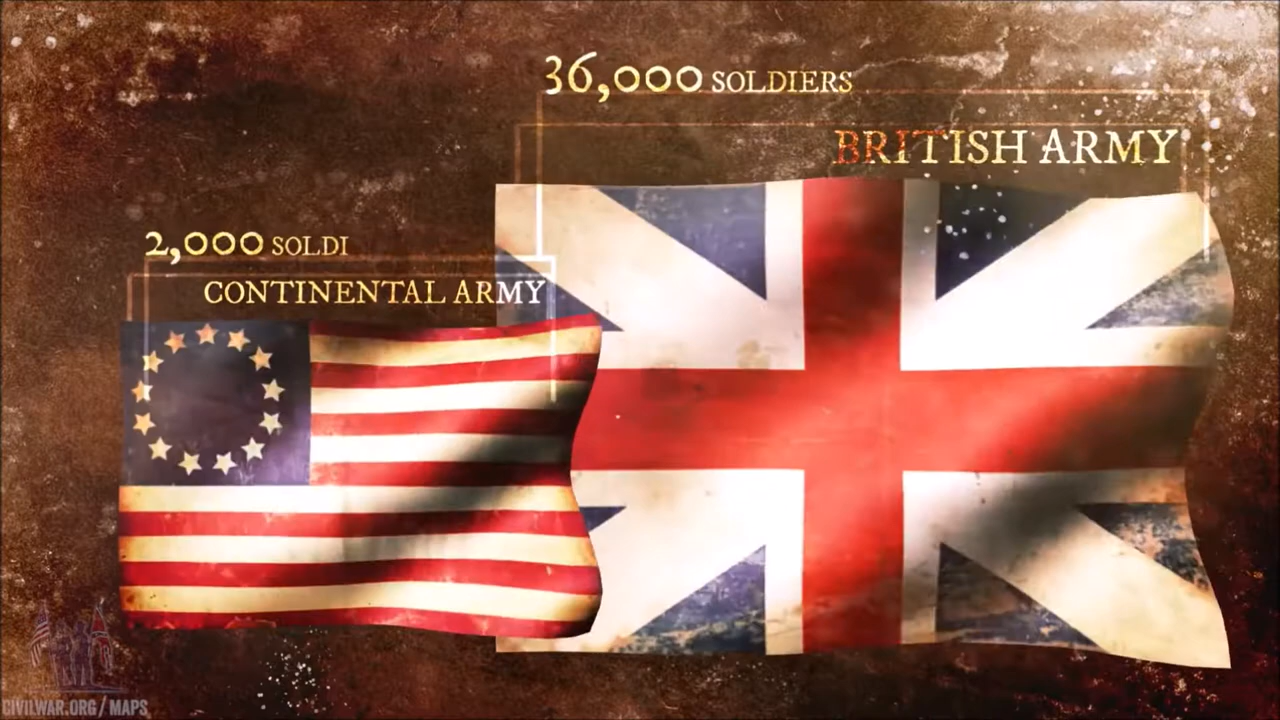 36,000 SOLDIERS
BRITISH ARMY
2,000 SOLDI
CONTINENTAL ARMY
CIVILWAR.ORG/MAPS